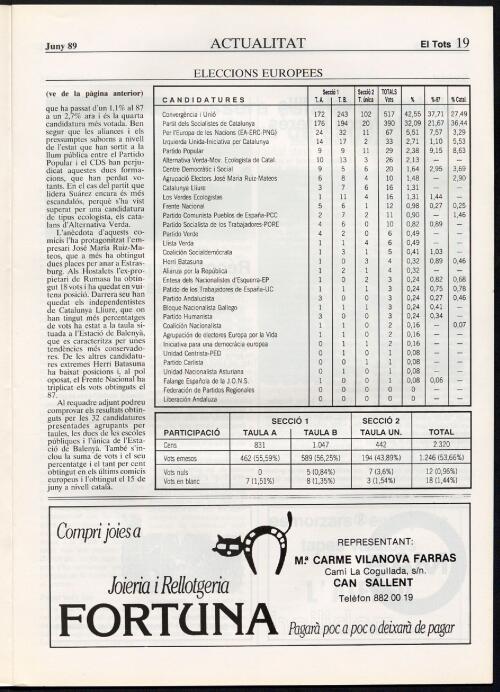 Juny 89
ACTUALITAT
El Tots 19
ELECCIONS EUROPEES
(ve de la pàgina anterior)
que ha passat d'un 1,1% al 87
a un 2,7% ara i és la quarta
candidatura més votada. Ben
segur que les aliances i els
pressumptes suborns a nivell
de l'estat que han sortit a la
llum pública entre el Partido
Popular i el CDS han perju-
dicat aquestes dues forma-
cions, que han perdut vo-
tants. En el cas del partit que
lidera Suárez encara és més
escandalós, perquè s'ha vist
superat per una candidatura
de tipus ecologista, els cata-
lans d'Alternativa Verda.
L'anècdota d'aquests co-
micis l'ha protagonitzat l'em-
presari José María Ruiz-Ma-
teos, que a més ha obtingut
dues places per anar a Estras-
burg. Als Hostalets l'ex-pro-
pietari de Rumasa ha obtin-
gut 18 vots i ha quedat en vui-
tena posició. Darrera seu han
quedat els independentistes
de Catalunya Lliure, que on
han tingut més percentatges
de vots ha estat a la taula si-
tuada a l'Estació de Balenyà,
que es caracteritza per unes
tendències més conservado-
res. De les altres candidatu-
res extremes Herri Batasuna
ha baixat posicions i, al pol
oposat, el Frente Nacional ha
triplicat els vots obtinguts el
87.
Al requadre adjunt podreu
comprovar els resultats obtin-
guts per les 32 candidatures
presentades agrupants per
taules, les dues de les escoles
públiques i l'única de l'Esta-
ció de Balenyà. També s'in-
clou la suma de vots i el seu
percentatge i el tant per cent
obtingut en els últims comicis
europeus i l'obtingut el 15 de
juny a nivell català.
Secció 1 Secció 2 TOTALS
CANDIDATURES T. A. T. B. T. única Vots % %-87 % Catal.
Convergència i Unió 172 243 102 517 42,55 37,71 27,49
Partit dels Socialistes de Catalunya 176 194 20 390 32,09 21,67 36,44
Per l'Europa de les Nacions (EA-ERC-PNG) 24 32 11 67 5,51 7,57 3,29
Izquierda Unida-Iniciativa per Catalunya 14 17 2 33 2,71 1,10 5,53
Partido Popular 9 9 11 29 2,38 9,15 8,63
Alternativa Verda-Mov. Ecologista de Catal. 10 13 3 26 2,13 — —
Centre Democràtic i Social 9 5 6 20 1,64 2,95 3,69
Agrupació Electors José María Ruiz-Mateos 6 8 4 10 1,48 — 2,90
Catalunya Lliure 3 7 6 16 1,31 — —
Los Verdes Ecologistas 1 11 4 16 1,31 1,44 —
Frente Nacional 5 6 1 12 0,98 0,27 0,25
Partido Comunista Pueblos de España-PCC 2 7 2 11 0,90 — 1,46
Partido Socialista de los Trabajadores-PORE 4 6 0 10 0,82 0,89 —
Partido Verde 4 2 0 6 0,49 — —
Llista Verda 1 1 4 6 0,49 — —
Coalición Socialdemócrata 1 3 1 5 0,41 1,03 —
Herri Batasuna 1 0 3 4 0,32 0,89 0,46
Alianza por la República 1 2 1 4 0,32 — —
Entesa dels Nacionalistes d'Esquerra-EP 1 0 2 3 0,24 0,82 0,68
Partido de los Trabajadores de España-UC 1 1 1 3 0,24 0,75 0,78
Partido Andalucista 3 0 0 3 0,24 0,27 0,46
Bloque Nacionalista Gallego 1 1 1 3 0,24 0,41 —
Partido Humanista 3 0 0 3 0,24 0,34 —
Coalición Nacionalista 1 1 0 2 0,16 — 0,07
Agrupación de electores Europa por la Vida 1 1 0 2 0,16 — —
Iniciativa para una democràcia europea 0 1 1 2 0,16 — —
Unidad Centrista-PED 0 1 0 1 0,08 — —
Partido Carlista 0 0 1 1 0,08 — —
Unidad Nacionalista Asturiana 0 1 0 1 0,08 — —
Falange Española de la J.O.N.S. 1 0 0 1 0,08 0,06 —
Federación de Partidos Regionales 0 0 0 0 0 — —
Liberación Andaluza 0 0 0 0 0 — —
SECCIÓ 1 SECCIÓ 2
PARTICIPACIÓ TAULA A TAULA B TAULA UN. TOTAL
Cens 831 1.047 442 2.320
Vots emesos 462 (55,59%) 589 (56,25%) 194 (43,89%) 1.246 (53,66%)
Vots nuls 0 5 (0,84%) 7 (3,6%) 12 (0,96%)
Vots en blanc 7 (1,51%) 8 (1,35%) 3 (1,54%) 18 (1,44%)
Compri joies a
Joieria i Rellotgeria
FORTUNA
REPRESENTANT:
M.ª CARME VILANOVA FARRAS
Camí La Cogullada, s/n.
CAN SALLENT
Telèfon 882 00 19
Pagarà poc a poc o deixarà de pagar